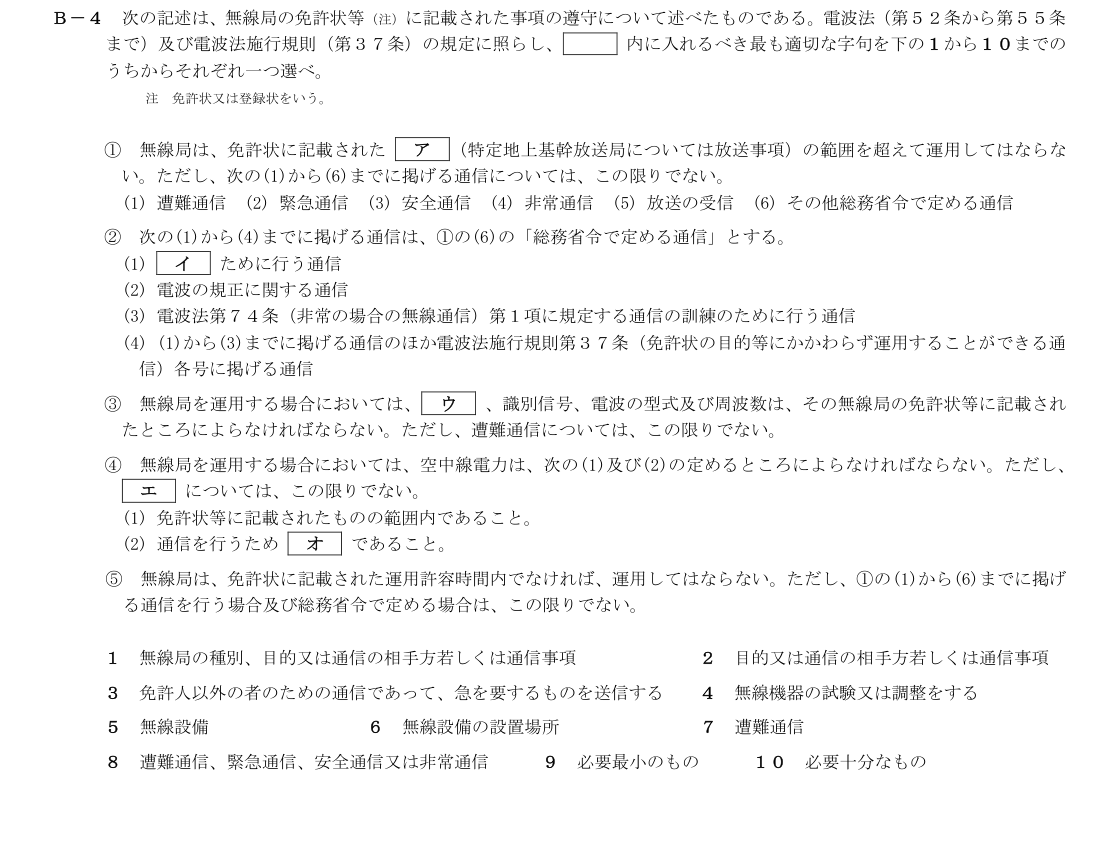 B－4　次の記述は、無線局の免許状等（注）に記載された事項の遵守について述べたものである。電波法（第５２条から第５５条
まで）及び電波法施行規則（第３７条）の規定に照らし、　　　内に入れるべき最も適切な字句を下の１から１０までの
うちからそれぞれ一つ選べ。
注　免許状又は登録状をいう。
①　無線局は、免許状に記載された ア （特定地上基幹放送局については放送事項）の範囲を超えて運用してはならな
い。ただし、次の(1)から(6)までに掲げる通信については、この限りでない。
(1) 遭難通信　(2) 緊急通信　(3) 安全通信　(4) 非常通信　(5) 放送の受信　(6) その他総務省令で定める通信
②　次の(1)から(4)までに掲げる通信は、①の(6)の「総務省令で定める通信」とする。
(1) イ ために行う通信
(2) 電波の規正に関する通信
(3) 電波法第７４条（非常の場合の無線通信）第１項に規定する通信の訓練のために行う通信
(4) (1)から(3)までに掲げる通信のほか電波法施行規則第３７条（免許状の目的等にかかわらず運用することができる通
信）各号に掲げる通信
③　無線局を運用する場合においては、 ウ 、識別信号、電波の型式及び周波数は、その無線局の免許状等に記載され
たところによらなければならない。ただし、遭難通信については、この限りでない。
④　無線局を運用する場合においては、空中線電力は、次の(1)及び(2)の定めるところによらなければならない。ただし、
エ については、この限りでない。
(1) 免許状等に記載されたものの範囲内であること。
(2) 通信を行うため オ であること。
⑤　無線局は、免許状に記載された運用許容時間内でなければ、運用してはならない。ただし、①の(1)から(6)までに掲げ
る通信を行う場合及び総務省令で定める場合は、この限りでない。
1　無線局の種別、目的又は通信の相手方若しくは通信事項　2　目的又は通信の相手方若しくは通信事項
3　免許人以外の者のための通信であって、急を要するものを送信する　4　無線機器の試験又は調整をする
5　無線設備　6　無線設備の設置場所　7　遭難通信
8　遭難通信、緊急通信、安全通信又は非常通信　9　必要最小のもの　１０　必要十分なもの